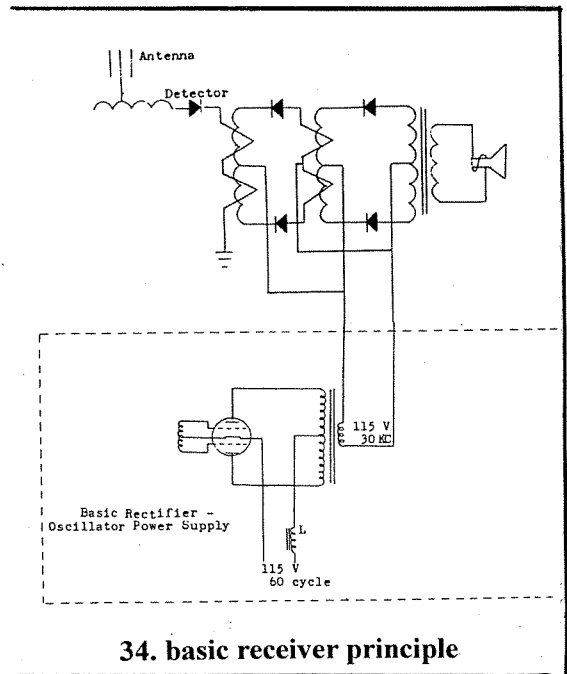 Antenna
Detector
115 V
30 KC
Basic Rectifier -
Oscillator Power Supply
L
115 V
60 cycle
34. basic receiver principle